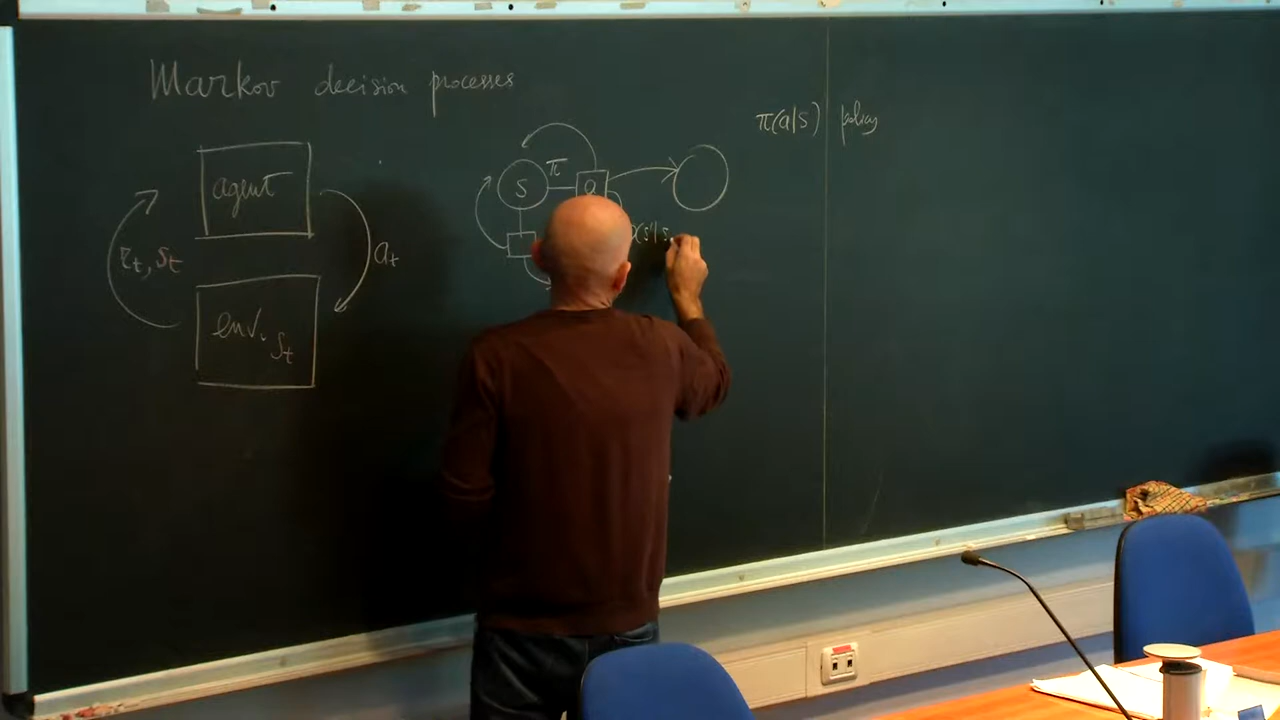 Markov decision processes
π(a|s) policy
agent
π
s
a
r_t, s_t
a_t
p(s'|s,
env. s_t